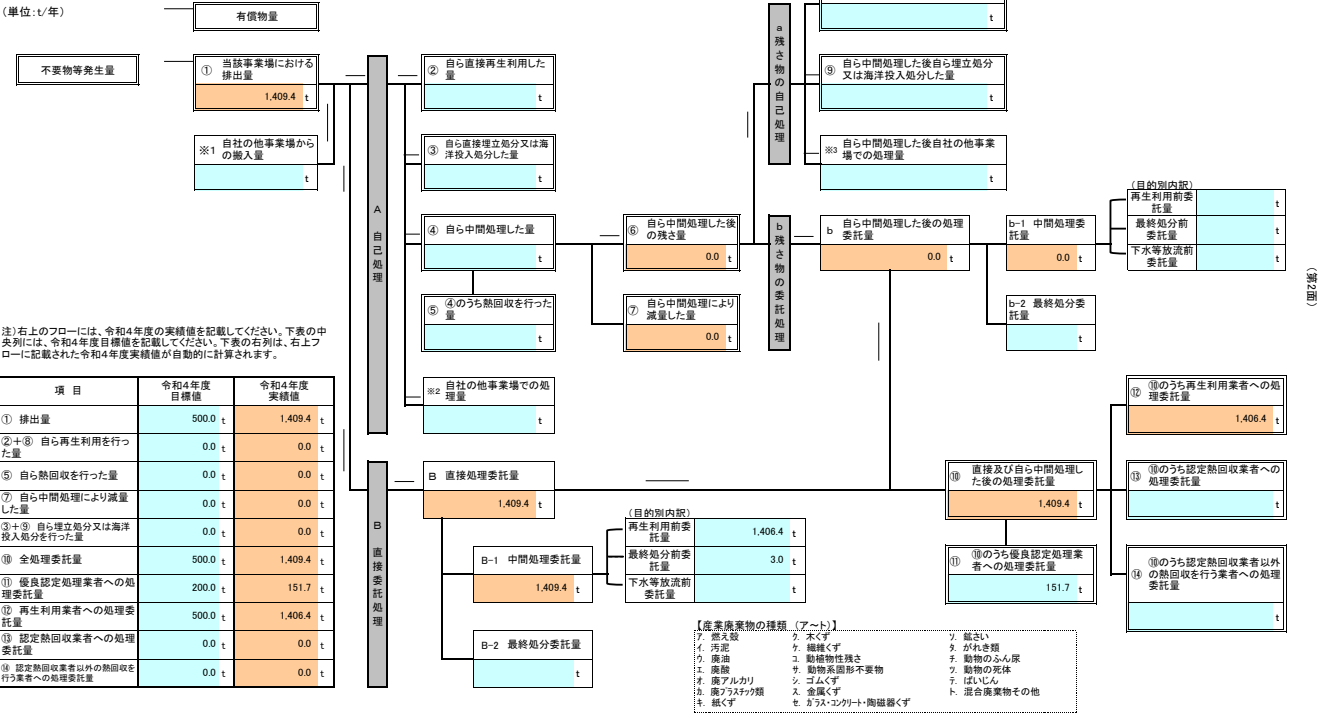 (単位:t/年)
有償物量
t
不要物等発生量
① 当該事業場における
排出量
1,409.4 t
※1 自社の他事業場から
の搬入量
t
A 自己処理
② 自ら直接再生利用した
量
t
③ 自ら直接埋立処分又は海
洋投入処分した量
t
④ 自ら中間処理した量
t
⑤ ④のうち熱回収を行った
量
t
※2 自社の他事業場での処
理量
t
⑥ 自ら中間処理した後
の残さ量
0.0 t
⑦ 自ら中間処理により
減量した量
0.0 t
a 残さ物の自己処理
⑨ 自ら中間処理した後自ら埋立処分
又は海洋投入処分した量
t
※3 自ら中間処理した後自社の他事業
場での処理量
t
b 残さ物の委託処理
b 自ら中間処理した後の処理
委託量
0.0 t
b-1 中間処理委
託量
0.0 t
b-2 最終処分委
託量
t
(目的別内訳)
再生利用前委
託量
t
最終処分前
委託量
t
下水等放流前
委託量
t
(第2面)
注)右上のフローには、令和4年度の実績値を記載してください。下表の中
央列には、令和4年度目標値を記載してください。下表の右列は、右上フ
ローに記載された令和4年度実績値が自動的に計算されます。
項 目 令和4年度
目標値 令和4年度
実績値
① 排出量 500.0 t 1,409.4 t
②+⑧ 自ら再生利用を行っ
た量 0.0 t 0.0 t
⑤ 自ら熱回収を行った量 0.0 t 0.0 t
⑦ 自ら中間処理により減量
した量 0.0 t 0.0 t
③+⑨ 自ら埋立処分又は海洋
投入処分を行った量 0.0 t 0.0 t
⑩ 全処理委託量 500.0 t 1,409.4 t
⑪ 優良認定処理業者への処
理委託量 200.0 t 151.7 t
⑫ 再生利用業者への処理委
託量 500.0 t 1,406.4 t
⑬ 認定熱回収業者への処理
委託量 0.0 t 0.0 t
⑭ 認定熱回収業者以外の熱回収を
行う業者への処理委託量 0.0 t 0.0 t
B 直接委託処理
B 直接処理委託量
1,409.4 t
B-1 中間処理委託量
1,409.4 t
B-2 最終処分委託量
t
(目的別内訳)
再生利用前委
託量
1,406.4 t
最終処分前委
託量
3.0 t
下水等放流前
委託量
t
⑩ 直接及び自ら中間処理し
た後の処理委託量
1,409.4 t
⑪ ⑩のうち優良認定処理業
者への処理委託量
151.7 t
⑫ ⑩のうち再生利用業者への処
理委託量
1,406.4 t
⑬ ⑩のうち認定熱回収業者への
処理委託量
t
⑭ ⑩のうち認定熱回収業者以外
の熱回収を行う業者への処理
委託量
t
【産業廃棄物の種類 (ア~ト)】
ア. 燃え殻 ク. 木くず ソ. 鉱さい
イ. 汚泥 ケ. 繊維くず タ. がれき類
ウ. 廃油 コ. 動植物性残さ チ. 動物のふん尿
エ. 廃酸 サ. 動物系固形不要物 ツ. 動物の死体
オ. 廃アルカリ シ. ゴムくず テ. ばいじん
カ. 廃プラスチック類 ス. 金属くず ト. 混合廃棄物その他
キ. 紙くず セ. ガラス・コンクリート・陶磁器くず